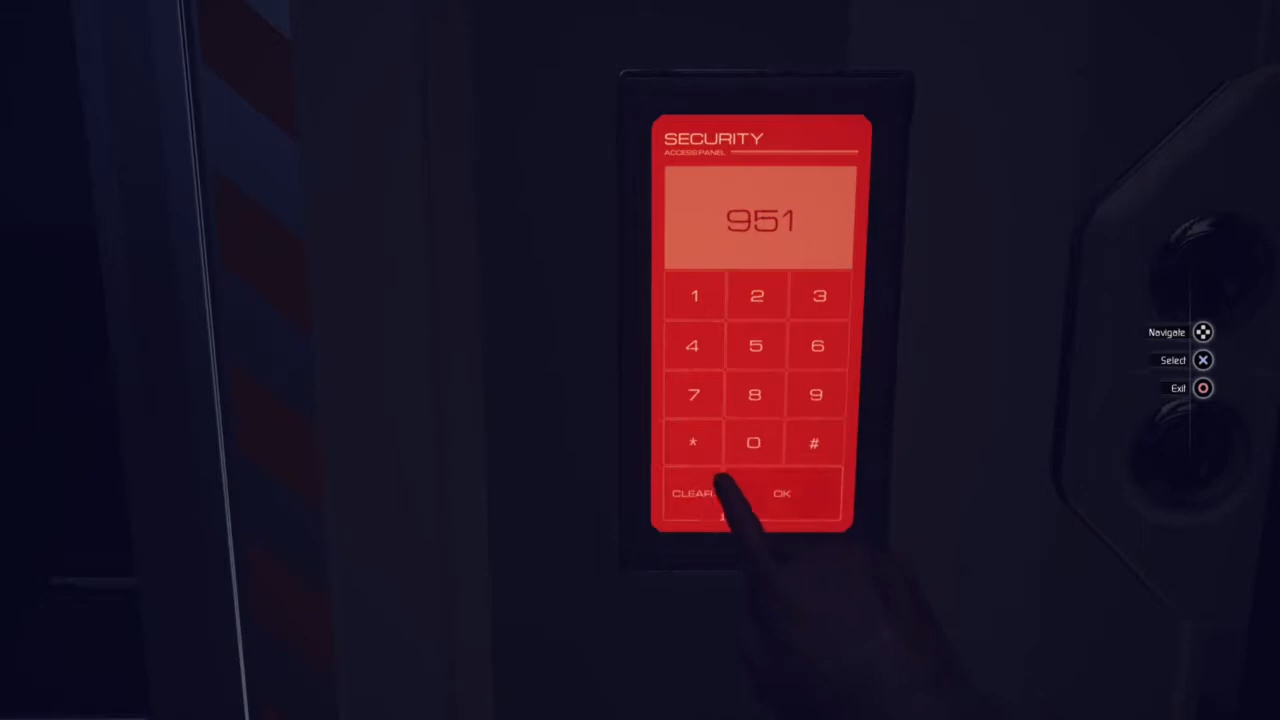 SECURITY
ACCESS PANEL
951
1 2 3
4 5 6
7 8 9
* 0 #
CLEAR OK
Navigate
Select
Exit